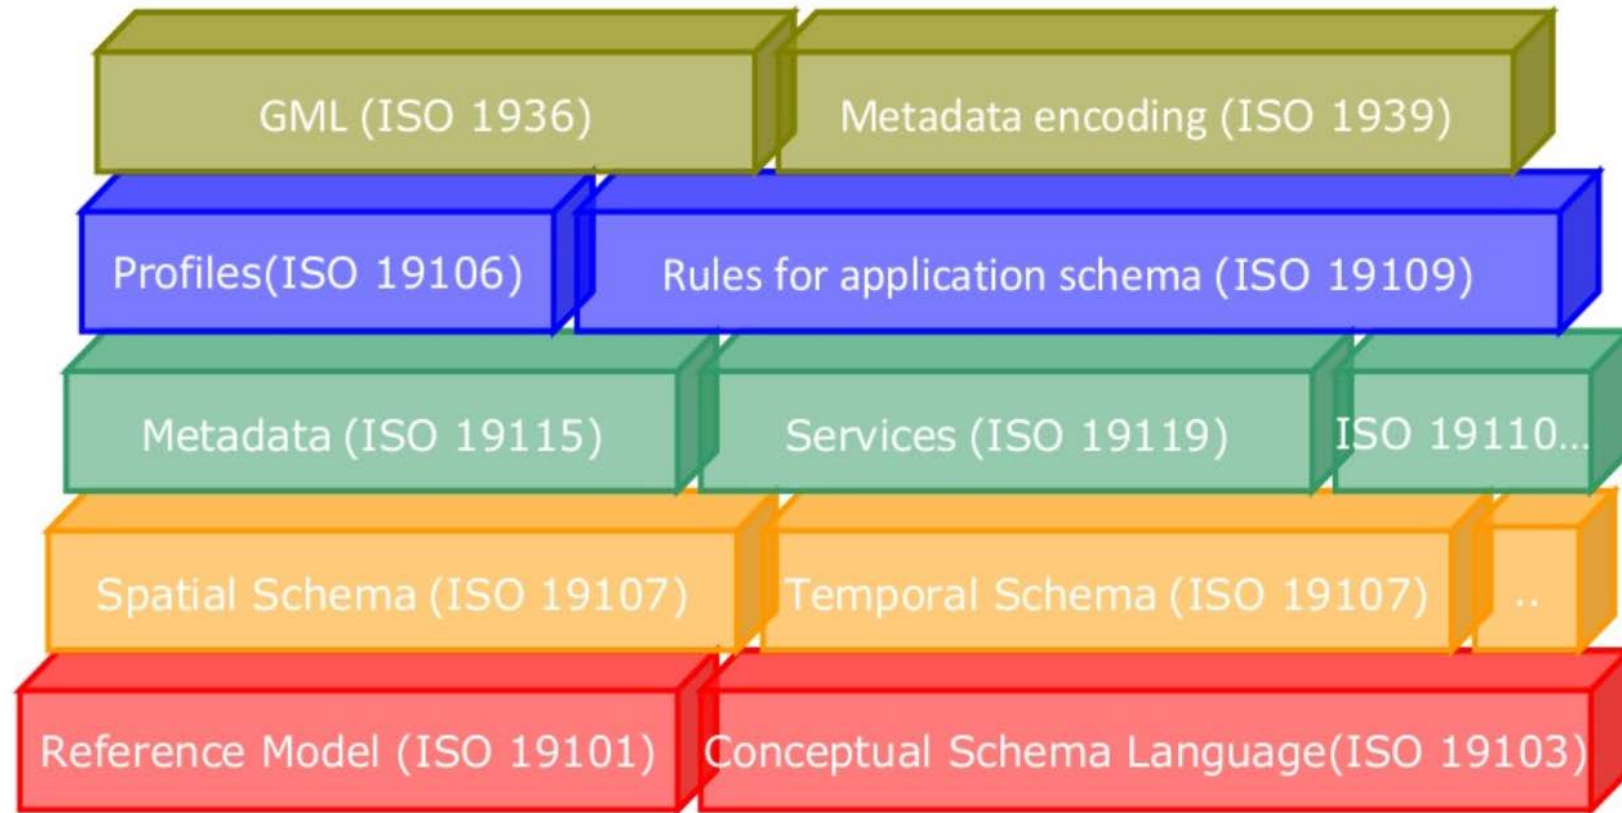 GML (ISO 1936)
Metadata encoding (ISO 1939)
Profiles(ISO 19106)
Rules for application schema (ISO 19109)
Metadata (ISO 19115)
Services (ISO 19119)
ISO 19110...
Spatial Schema (ISO 19107)
Temporal Schema (ISO 19107)
..
Reference Model (ISO 19101)
Conceptual Schema Language(ISO 19103)